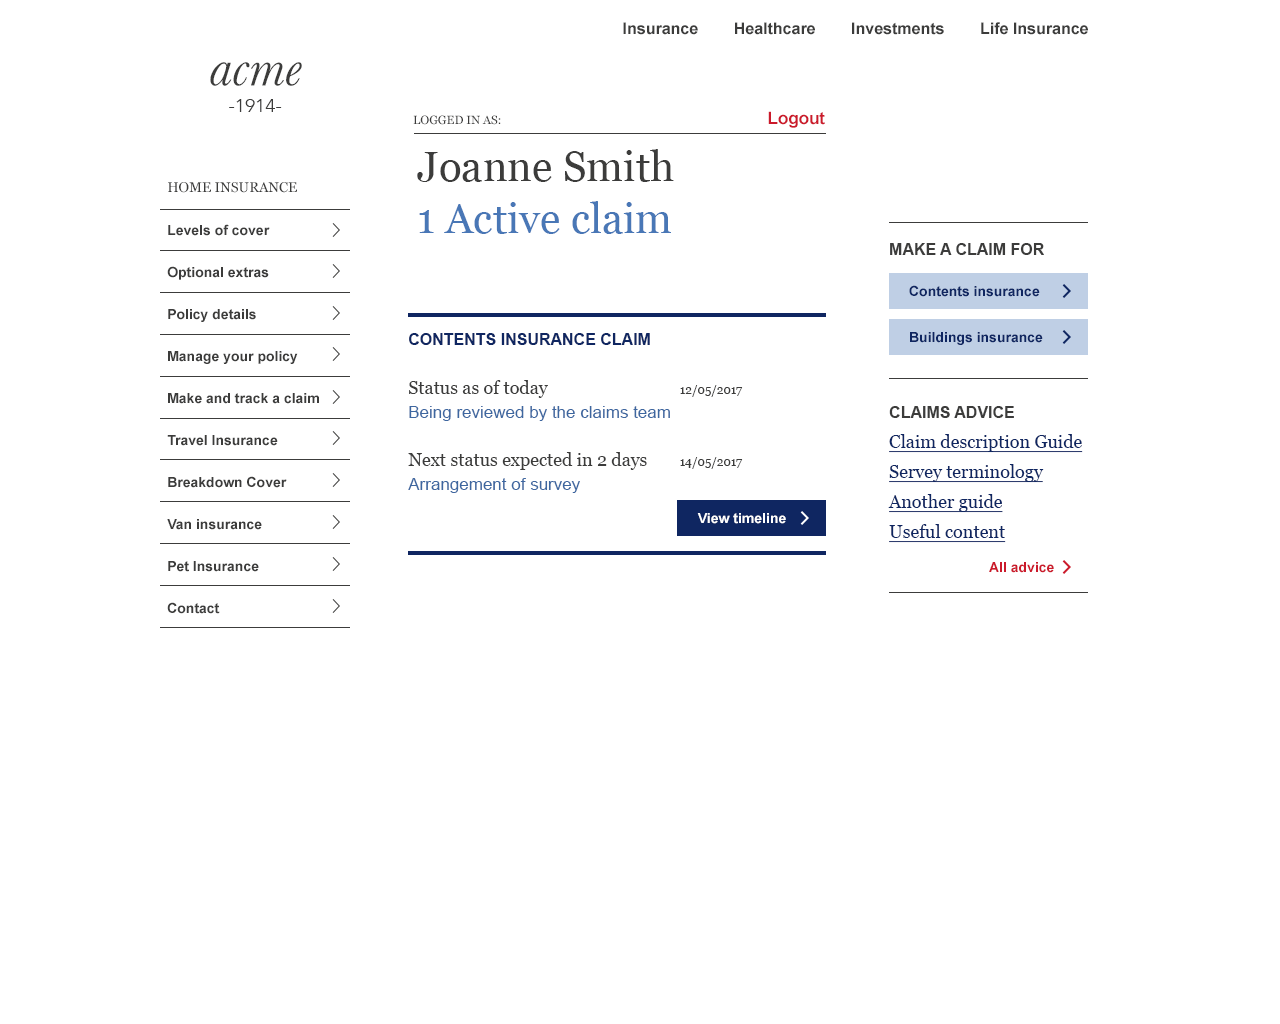 Insurance Healthcare Investments Life Insurance
acme
-1914-
LOGGED IN AS: Logout
Joanne Smith
1 Active claim
HOME INSURANCE
Levels of cover
Optional extras
Policy details
Manage your policy
Make and track a claim
Travel Insurance
Breakdown Cover
Van insurance
Pet Insurance
Contact
CONTENTS INSURANCE CLAIM
Status as of today 12/05/2017
Being reviewed by the claims team
Next status expected in 2 days 14/05/2017
Arrangement of survey
View timeline
MAKE A CLAIM FOR
Contents insurance
Buildings insurance
CLAIMS ADVICE
Claim description Guide
Servey terminology
Another guide
Useful content
All advice